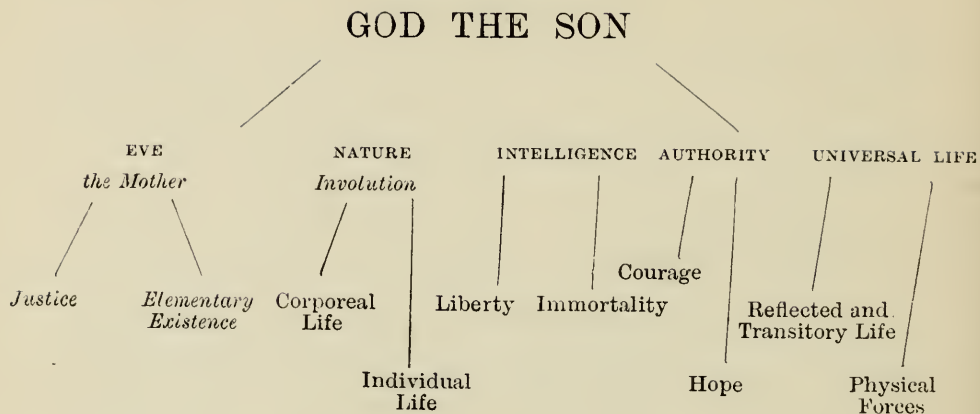 GOD THE SON
EVE NATURE INTELLIGENCE AUTHORITY UNIVERSAL LIFE
the Mother Involution
Courage
Justice Elementary Corporeal Liberty Immortality Reflected and
Existence Life Transitory Life
Individual Hope Physical
Life Forces